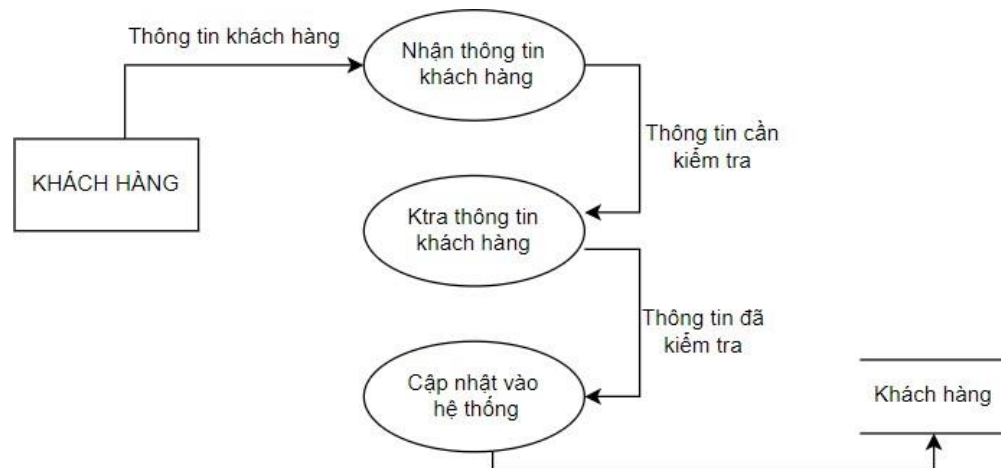 Thông tin khách hàng
Nhận thông tin
khách hàng
Thông tin cần
kiểm tra
KHÁCH HÀNG
Ktra thông tin
khách hàng
Thông tin đã
kiểm tra
Cập nhật vào
hệ thống
Khách hàng